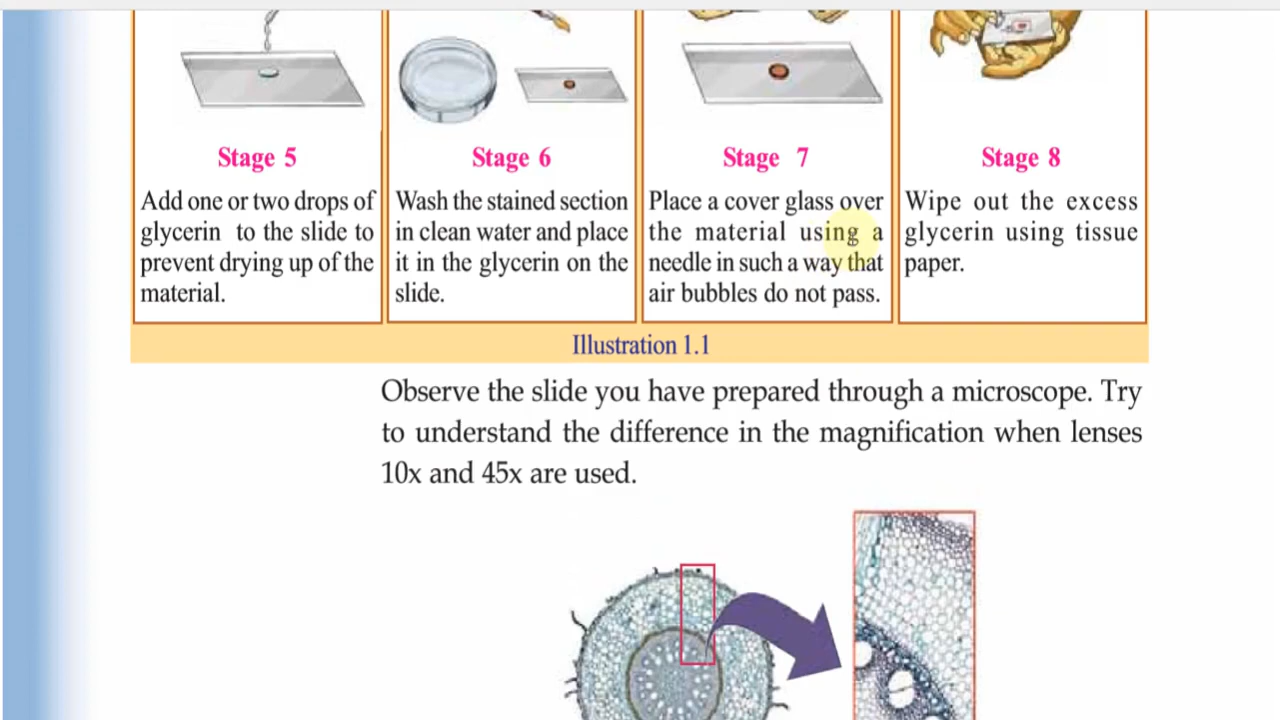 Stage 5
Add one or two drops of
glycerin to the slide to
prevent drying up of the
material.
Stage 6
Wash the stained section
in clean water and place
it in the glycerin on the
slide.
Stage 7
Place a cover glass over
the material using a
needle in such a way that
air bubbles do not pass.
Stage 8
Wipe out the excess
glycerin using tissue
paper.
Illustration 1.1
Observe the slide you have prepared through a microscope. Try
to understand the difference in the magnification when lenses
10x and 45x are used.